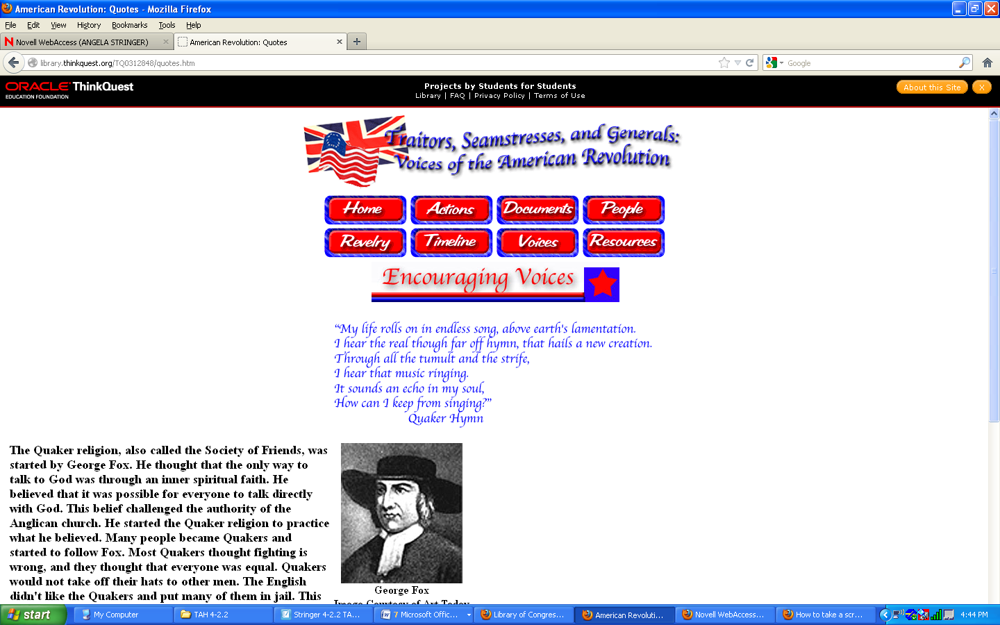 American Revolution: Quotes - Mozilla Firefox
File Edit View History Bookmarks Tools Help
Novell WebAccess (ANGELA STRINGER)
American Revolution: Quotes
library.thinkquest.org/TQ0312848/quotes.htm
Google
ORACLE ThinkQuest
EDUCATION FOUNDATION
Projects by Students for Students
Library | FAQ | Privacy Policy | Terms of Use
About this Site X
Traitors, Seamstresses, and Generals:
Voices of the American Revolution
Home Actions Documents People
Revelry Timeline Voices Resources
Encouraging Voices
"My life rolls on in endless song, above earth's lamentation.
I hear the real though far off hymn, that hails a new creation.
Through all the tumult and the strife,
I hear that music ringing.
It sounds an echo in my soul,
How can I keep from singing?"
Quaker Hymn
The Quaker religion, also called the Society of Friends, was
started by George Fox. He thought that the only way to
talk to God was through an inner spiritual faith. He
believed that it was possible for everyone to talk directly
with God. This belief challenged the authority of the
Anglican church. He started the Quaker religion to practice
what he believed. Many people became Quakers and
started to follow Fox. Most Quakers thought fighting is
wrong, and they thought that everyone was equal. Quakers
would not take off their hats to other men. The English
didn't like the Quakers and put many of them in jail. This
George Fox
Image Courtesy of Art Today
start
My Computer
TAH 4-2.2
Stringer 4-2.2 TA...
7 Microsoft Offic...
Library of Congres...
American Revoluti...
Novell WebAccess...
How to take a scr...
4:44 PM